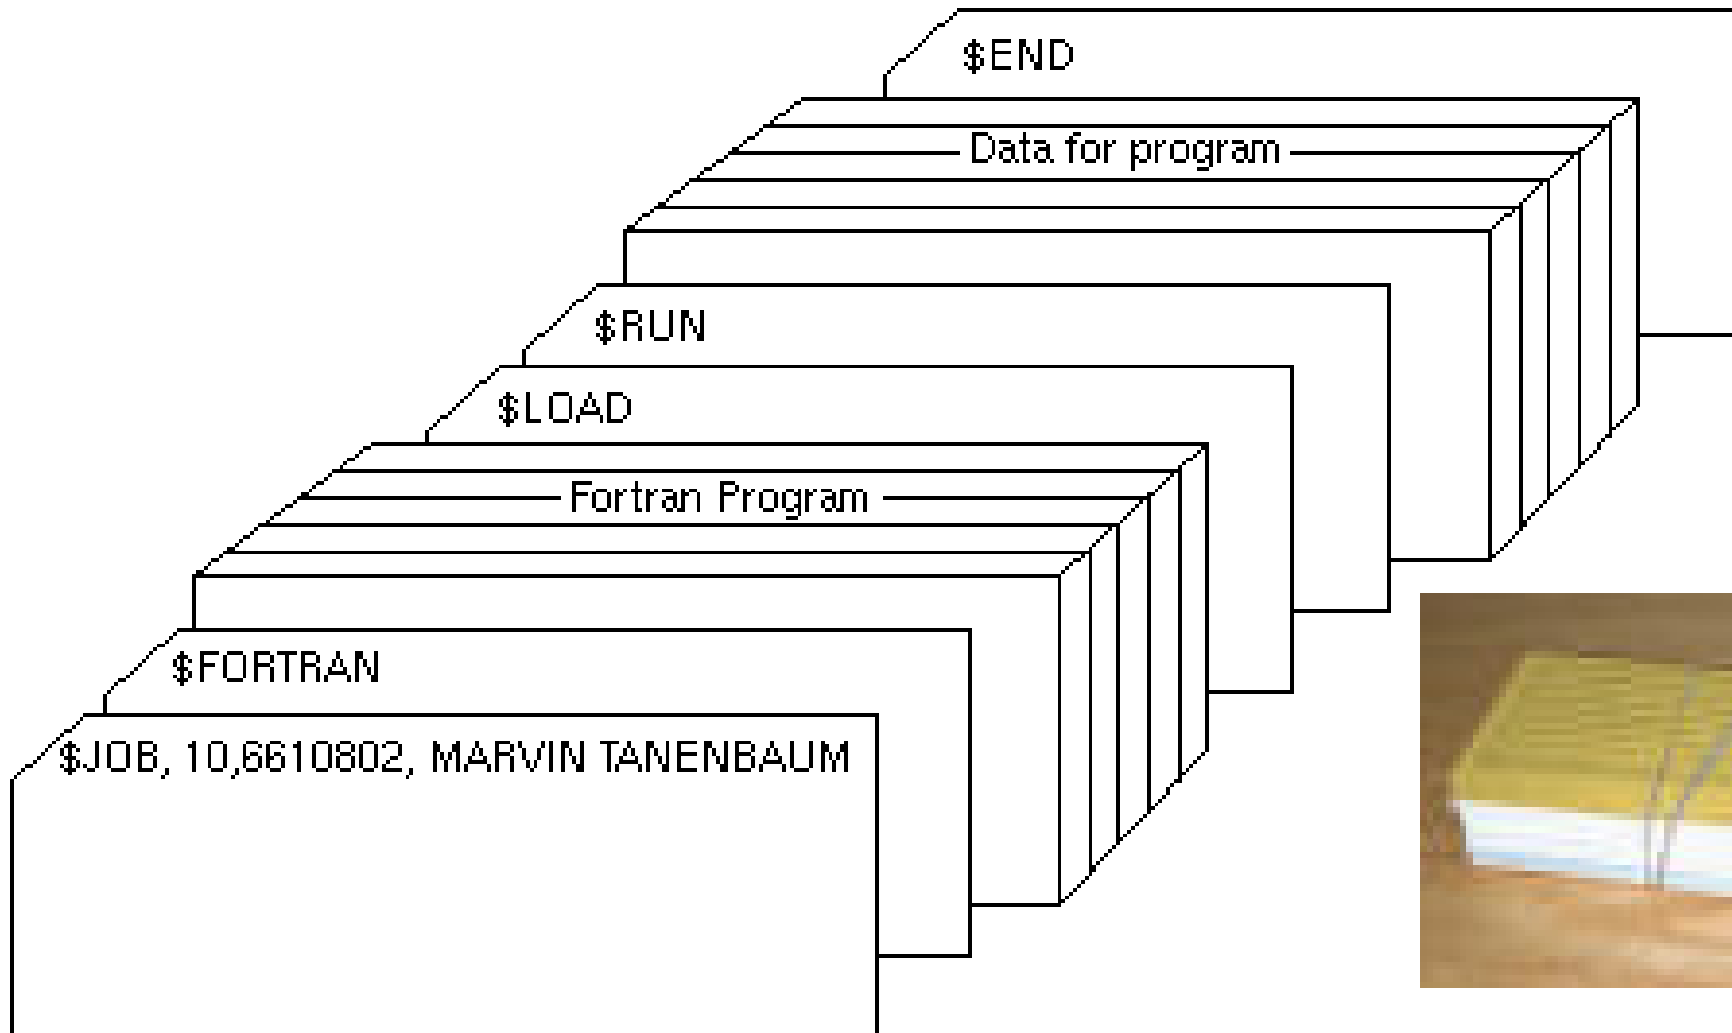 $END
Data for program
$RUN
$LOAD
Fortran Program
$FORTRAN
$JOB, 10,6610802, MARVIN TANENBAUM